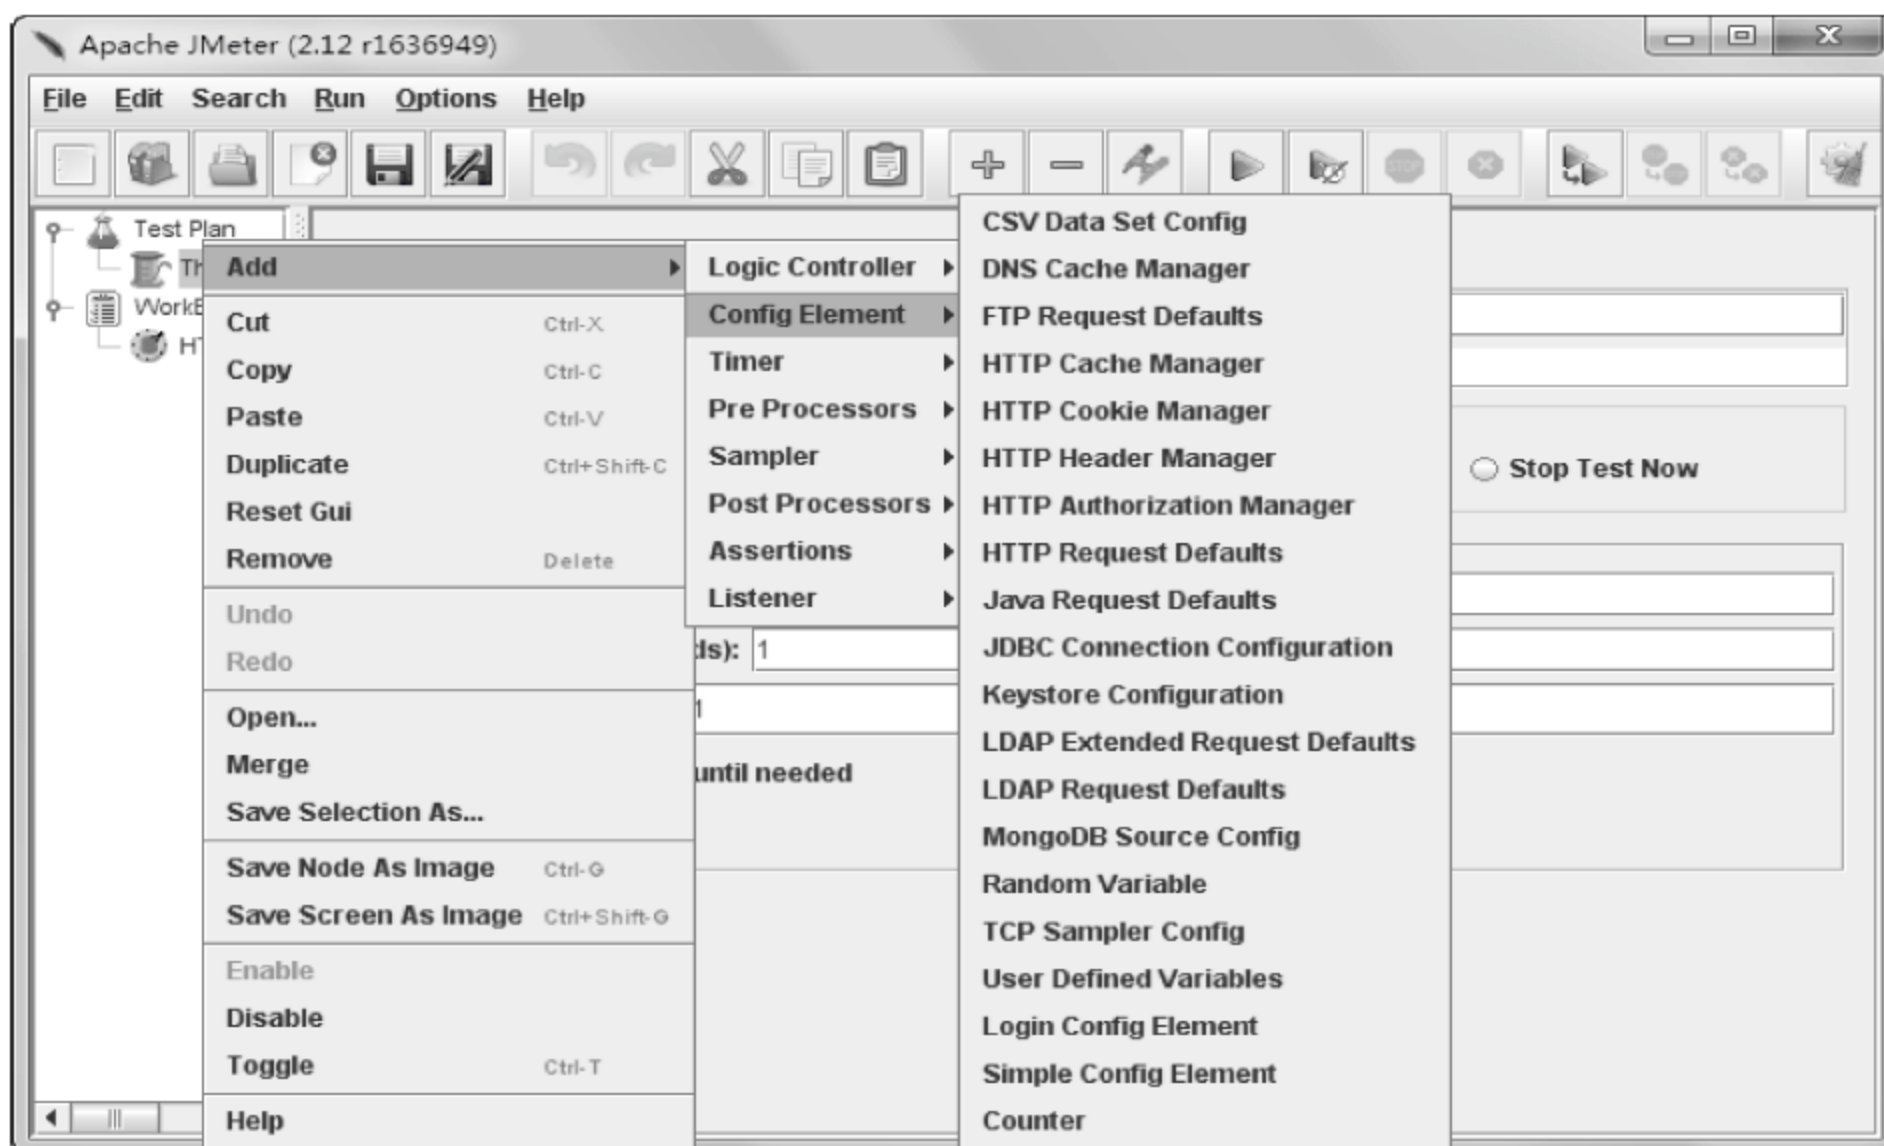 Apache JMeter (2.12 r1636949)
File Edit Search Run Options Help
Test Plan
Th
WorkB
HT
Add
Cut Ctrl-X
Copy Ctrl-C
Paste Ctrl-V
Duplicate Ctrl+Shift-C
Reset Gui
Remove Delete
Undo
Redo
Open...
Merge
Save Selection As...
Save Node As Image Ctrl-G
Save Screen As Image Ctrl+Shift-G
Enable
Disable
Toggle Ctrl-T
Help
Logic Controller
Config Element
Timer
Pre Processors
Sampler
Post Processors
Assertions
Listener
ds): 1
1
until needed
CSV Data Set Config
DNS Cache Manager
FTP Request Defaults
HTTP Cache Manager
HTTP Cookie Manager
HTTP Header Manager
HTTP Authorization Manager
HTTP Request Defaults
Java Request Defaults
JDBC Connection Configuration
Keystore Configuration
LDAP Extended Request Defaults
LDAP Request Defaults
MongoDB Source Config
Random Variable
TCP Sampler Config
User Defined Variables
Login Config Element
Simple Config Element
Counter
Stop Test Now